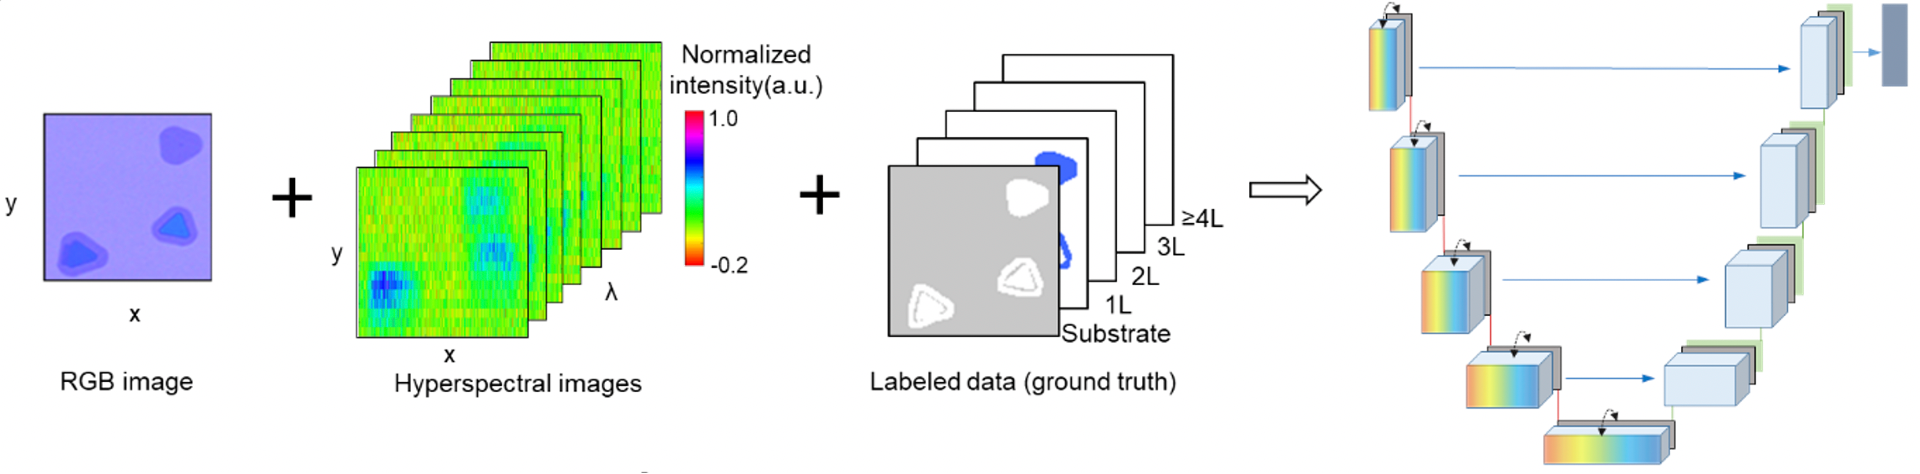 y
x
RGB image
+
y
x
λ
Hyperspectral images
Normalized
intensity(a.u.)
1.0
-0.2
+
Substrate
1L
2L
3L
≥4L
Labeled data (ground truth)